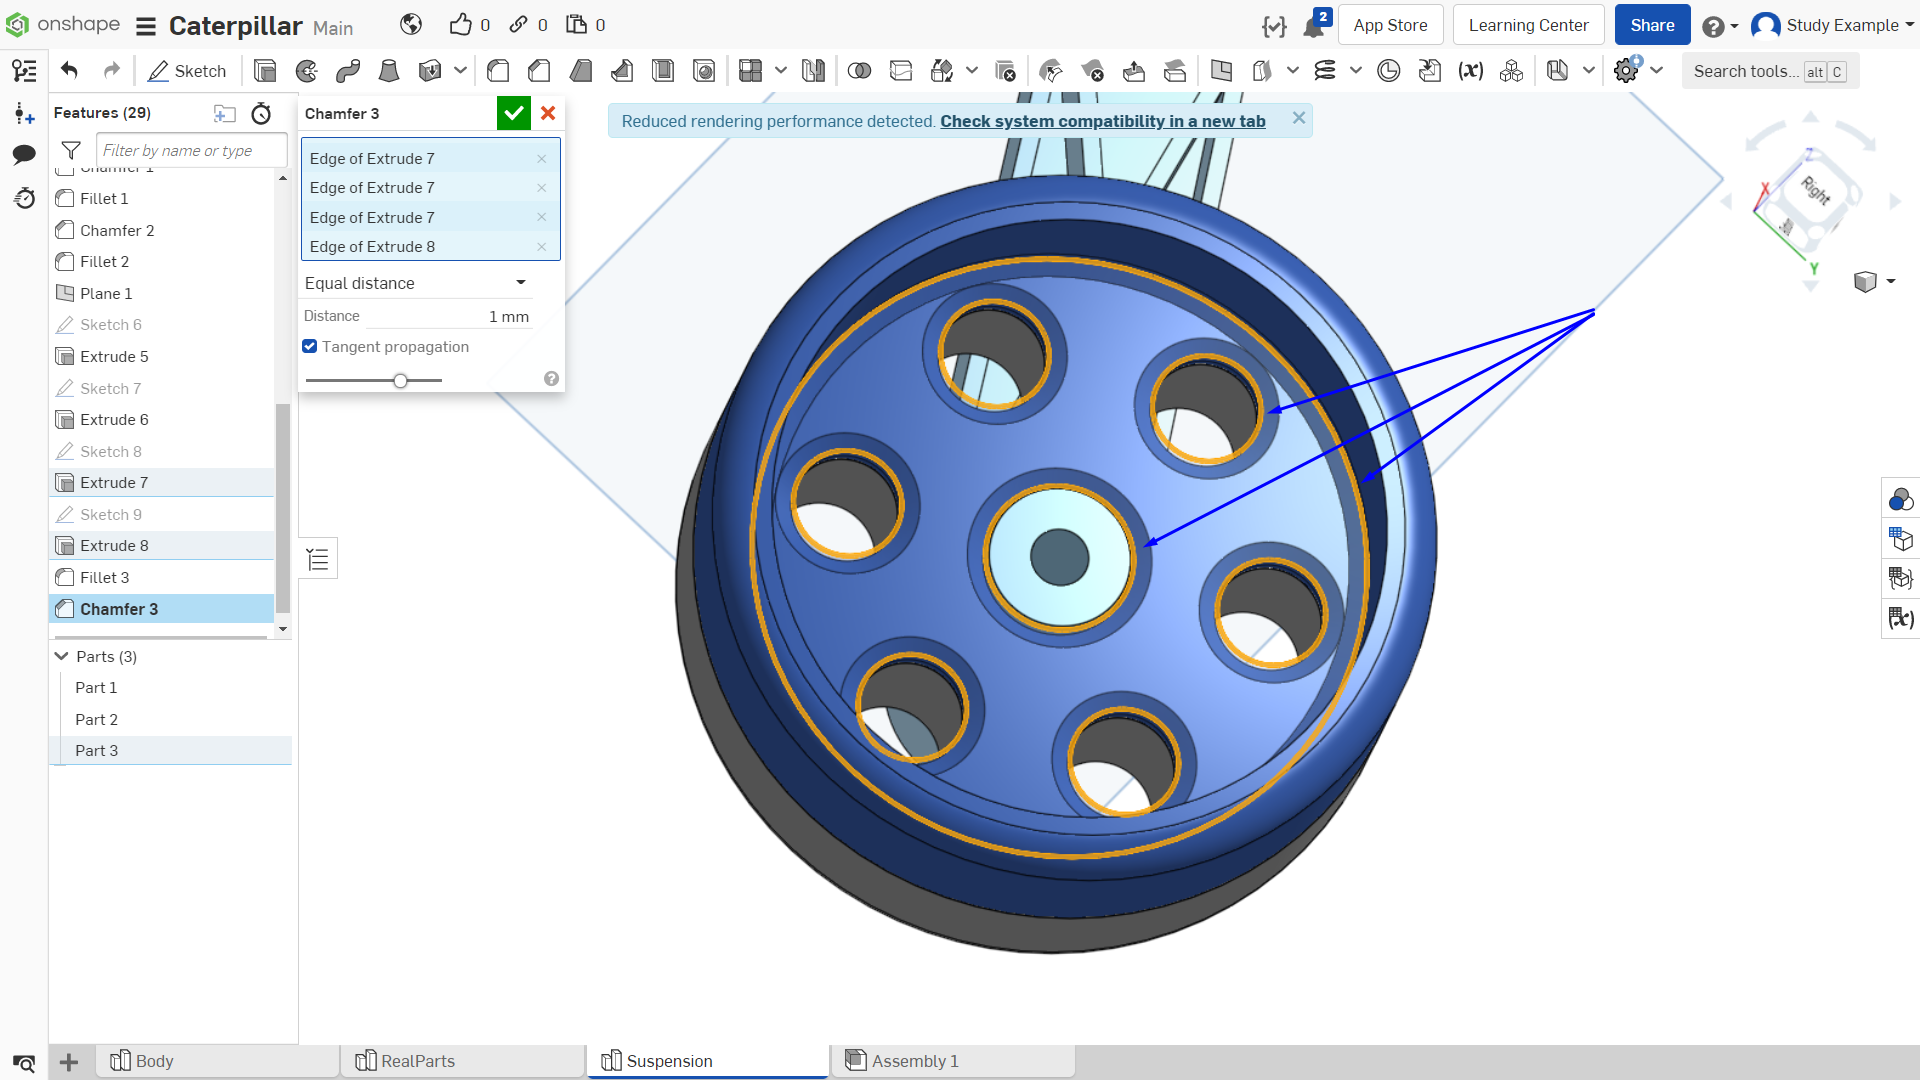 onshape Caterpillar Main 0 0 0 2 App Store Learning Center Share Study Example
Sketch (x) Search tools... alt C
Features (29)
Filter by name or type
Chamfer 1
Fillet 1
Chamfer 2
Fillet 2
Plane 1
Sketch 6
Extrude 5
Sketch 7
Extrude 6
Sketch 8
Extrude 7
Sketch 9
Extrude 8
Fillet 3
Chamfer 3
Parts (3)
Part 1
Part 2
Part 3
Chamfer 3
Edge of Extrude 7
Edge of Extrude 7
Edge of Extrude 7
Edge of Extrude 8
Equal distance
Distance 1 mm
Tangent propagation
Reduced rendering performance detected. Check system compatibility in a new tab
Z
X
Right
Y
(x)
Body RealParts Suspension Assembly 1